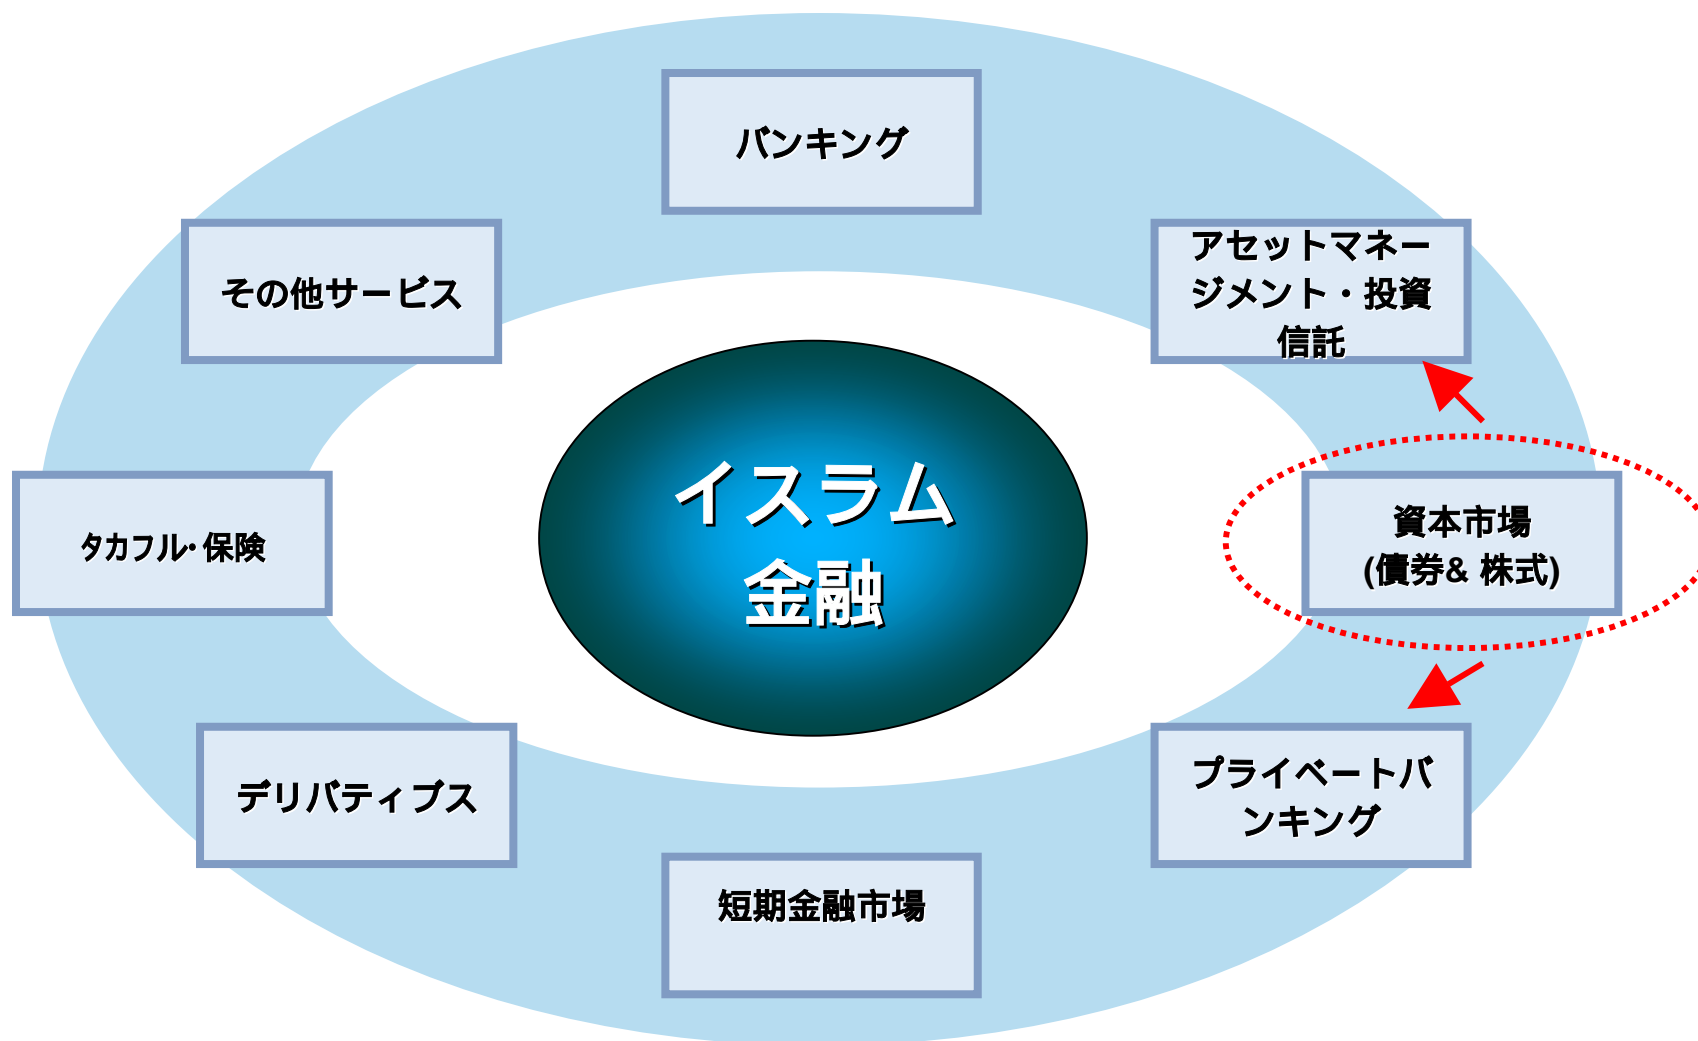 バンキング
アセットマネー
ジメント・投資
信託
その他サービス
イスラム
金融
資本市場
(債券& 株式)
タカフル・保険
プライベートバ
ンキング
デリバティブス
短期金融市場